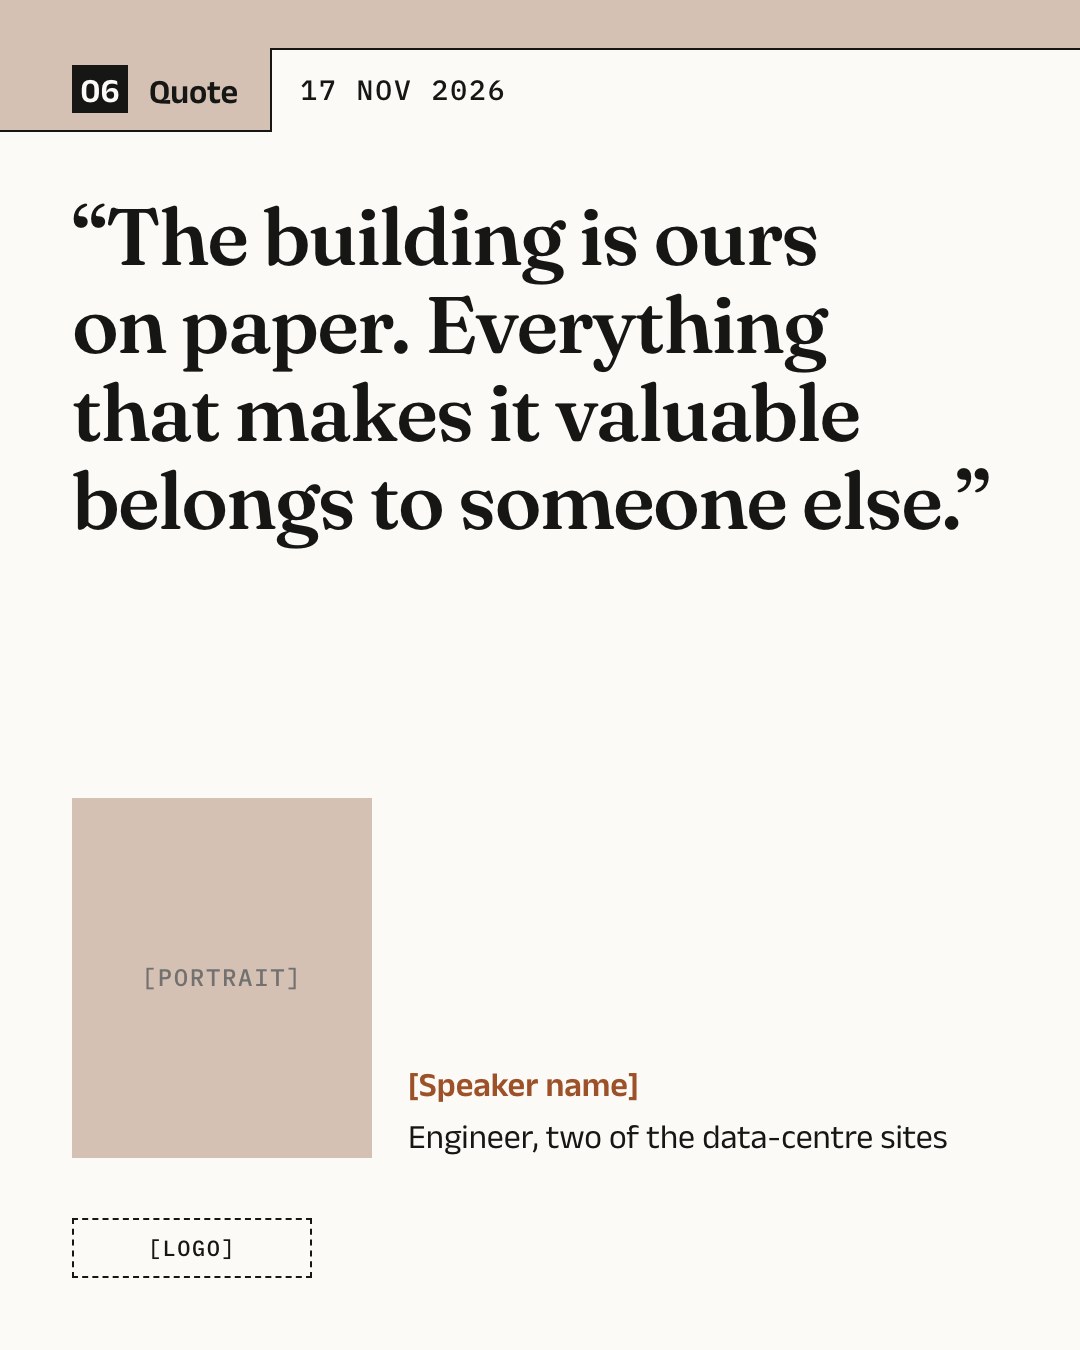 06 Quote 17 NOV 2026
“The building is ours
on paper. Everything
that makes it valuable
belongs to someone else.”
[PORTRAIT]
[Speaker name]
Engineer, two of the data-centre sites
[LOGO]